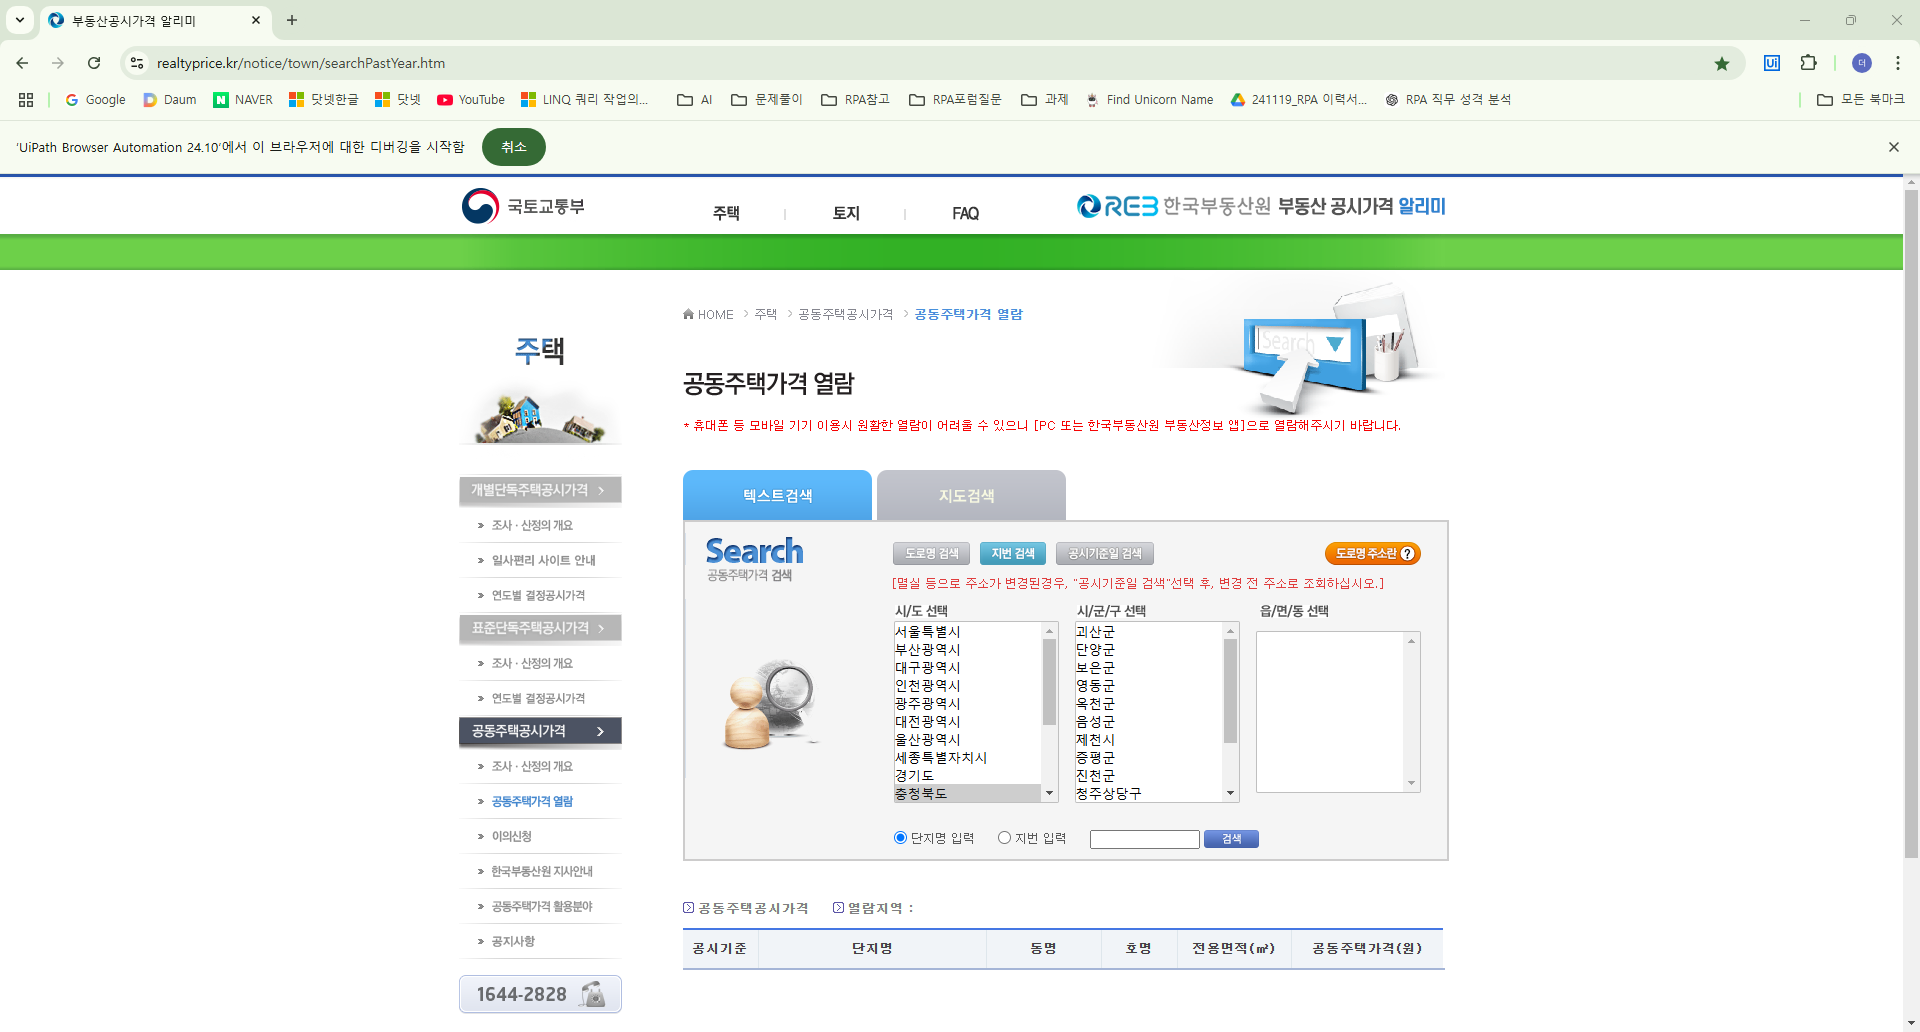 부동산공시가격 알리미
realtyprice.kr/notice/town/searchPastYear.htm
Google
Daum
NAVER
닷넷한글
닷넷
YouTube
LINQ 쿼리 작업의...
AI
문제풀이
RPA참고
RPA포럼질문
과제
Find Unicorn Name
241119_RPA 이력서...
RPA 직무 성격 분석
모든 북마크
'UiPath Browser Automation 24.10'에서 이 브라우저에 대한 디버깅을 시작함
취소
국토교통부
주택
토지
FAQ
REB 한국부동산원 부동산 공시가격 알리미
HOME > 주택 > 공동주택공시가격 > 공동주택가격 열람
Search
주택
공동주택가격 열람
* 휴대폰 등 모바일 기기 이용시 원활한 열람이 어려울 수 있으니 [PC 또는 한국부동산원 부동산정보 앱]으로 열람해주시기 바랍니다.
개별단독주택공시가격
조사 · 산정의 개요
일사편리 사이트 안내
연도별 결정공시가격
표준단독주택공시가격
조사 · 산정의 개요
연도별 결정공시가격
공동주택공시가격
조사 · 산정의 개요
공동주택가격 열람
이의신청
한국부동산원 지사안내
공동주택가격 활용분야
공지사항
1644-2828
텍스트검색
지도검색
Search
공동주택가격 검색
도로명 검색
지번 검색
공시기준일 검색
도로명 주소란 ?
[멸실 등으로 주소가 변경된경우, "공시기준일 검색"선택 후, 변경 전 주소로 조회하십시오.]
시/도 선택
서울특별시
부산광역시
대구광역시
인천광역시
광주광역시
대전광역시
울산광역시
세종특별자치시
경기도
충청북도
시/군/구 선택
괴산군
단양군
보은군
영동군
옥천군
음성군
제천시
증평군
진천군
청주상당구
읍/면/동 선택
단지명 입력
지번 입력
검색
공동주택공시가격
열람지역 :
공시기준
단지명
동명
호명
전용면적(㎡)
공동주택가격(원)